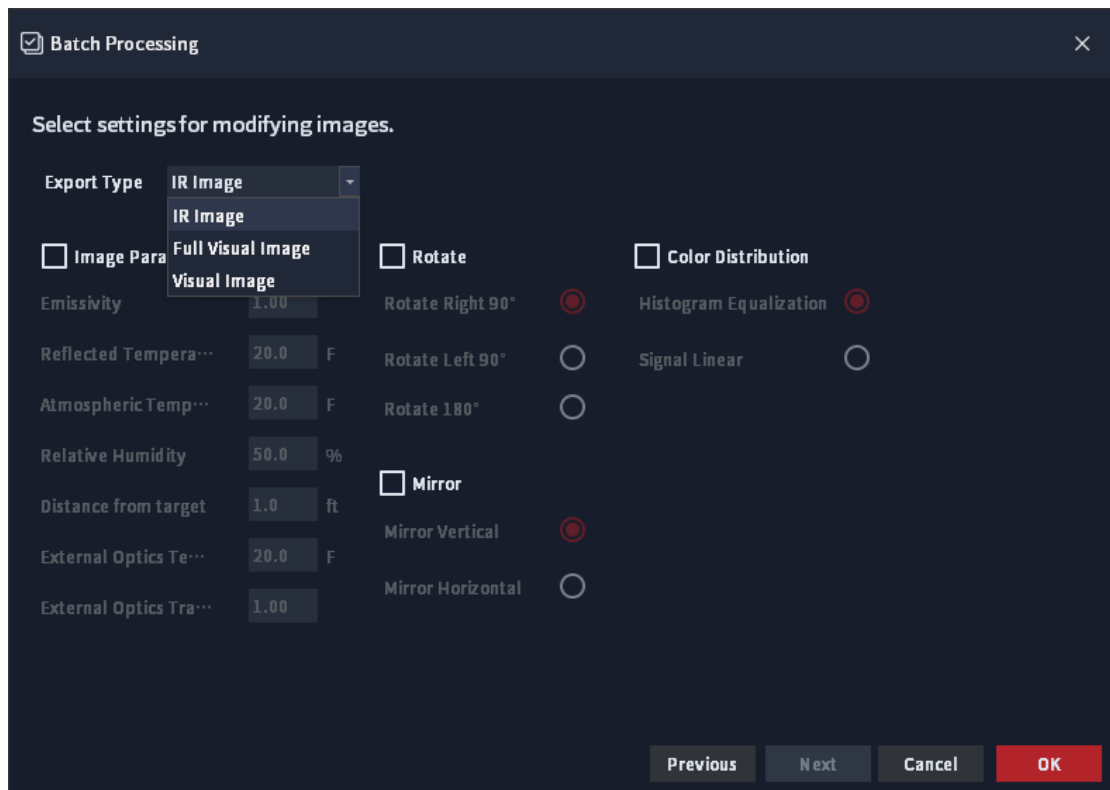 Batch Processing
Select settings for modifying images.
Export Type IR Image
IR Image
Full Visual Image
Visual Image
Image Para
Emissivity 1.00
Reflected Tempera··· 20.0 F
Atmospheric Temp··· 20.0 F
Relative Humidity 50.0 %
Distance from target 1.0 ft
External Optics Te··· 20.0 F
External Optics Tra··· 1.00
Rotate
Rotate Right 90°
Rotate Left 90°
Rotate 180°
Mirror
Mirror Vertical
Mirror Horizontal
Color Distribution
Histogram Equalization
Signal Linear
Previous Next Cancel OK